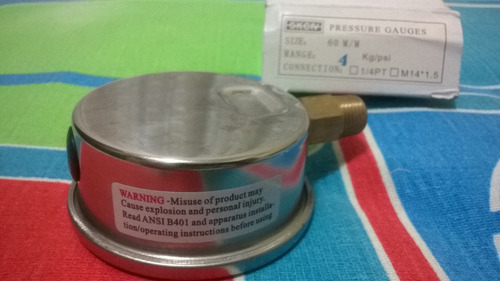 PRESSURE GAUGES
SIZE: 60 M/M
RANGE: 4 Kg/psi
CONNECTION: □ 1/4PT □ M14*1.5
WARNING -Misuse of product may
Cause explosion and personal injury.
Read ANSI B401 and apparatus installa-
tion/operating instructions before using